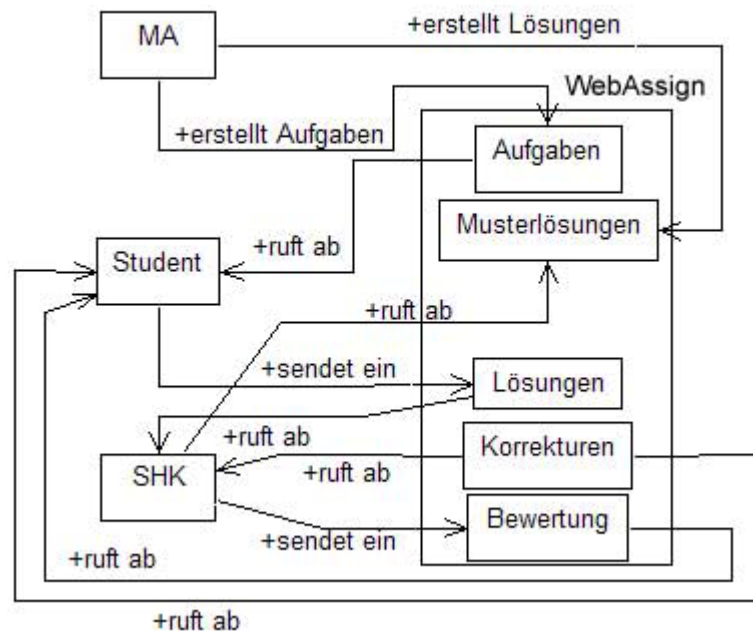 MA
+erstellt Lösungen
WebAssign
+erstellt Aufgaben
Aufgaben
Musterlösungen
+ruft ab
Student
+ruft ab
+sendet ein
Lösungen
+ruft ab
Korrekturen
SHK
+ruft ab
Bewertung
+sendet ein
+ruft ab
+ruft ab